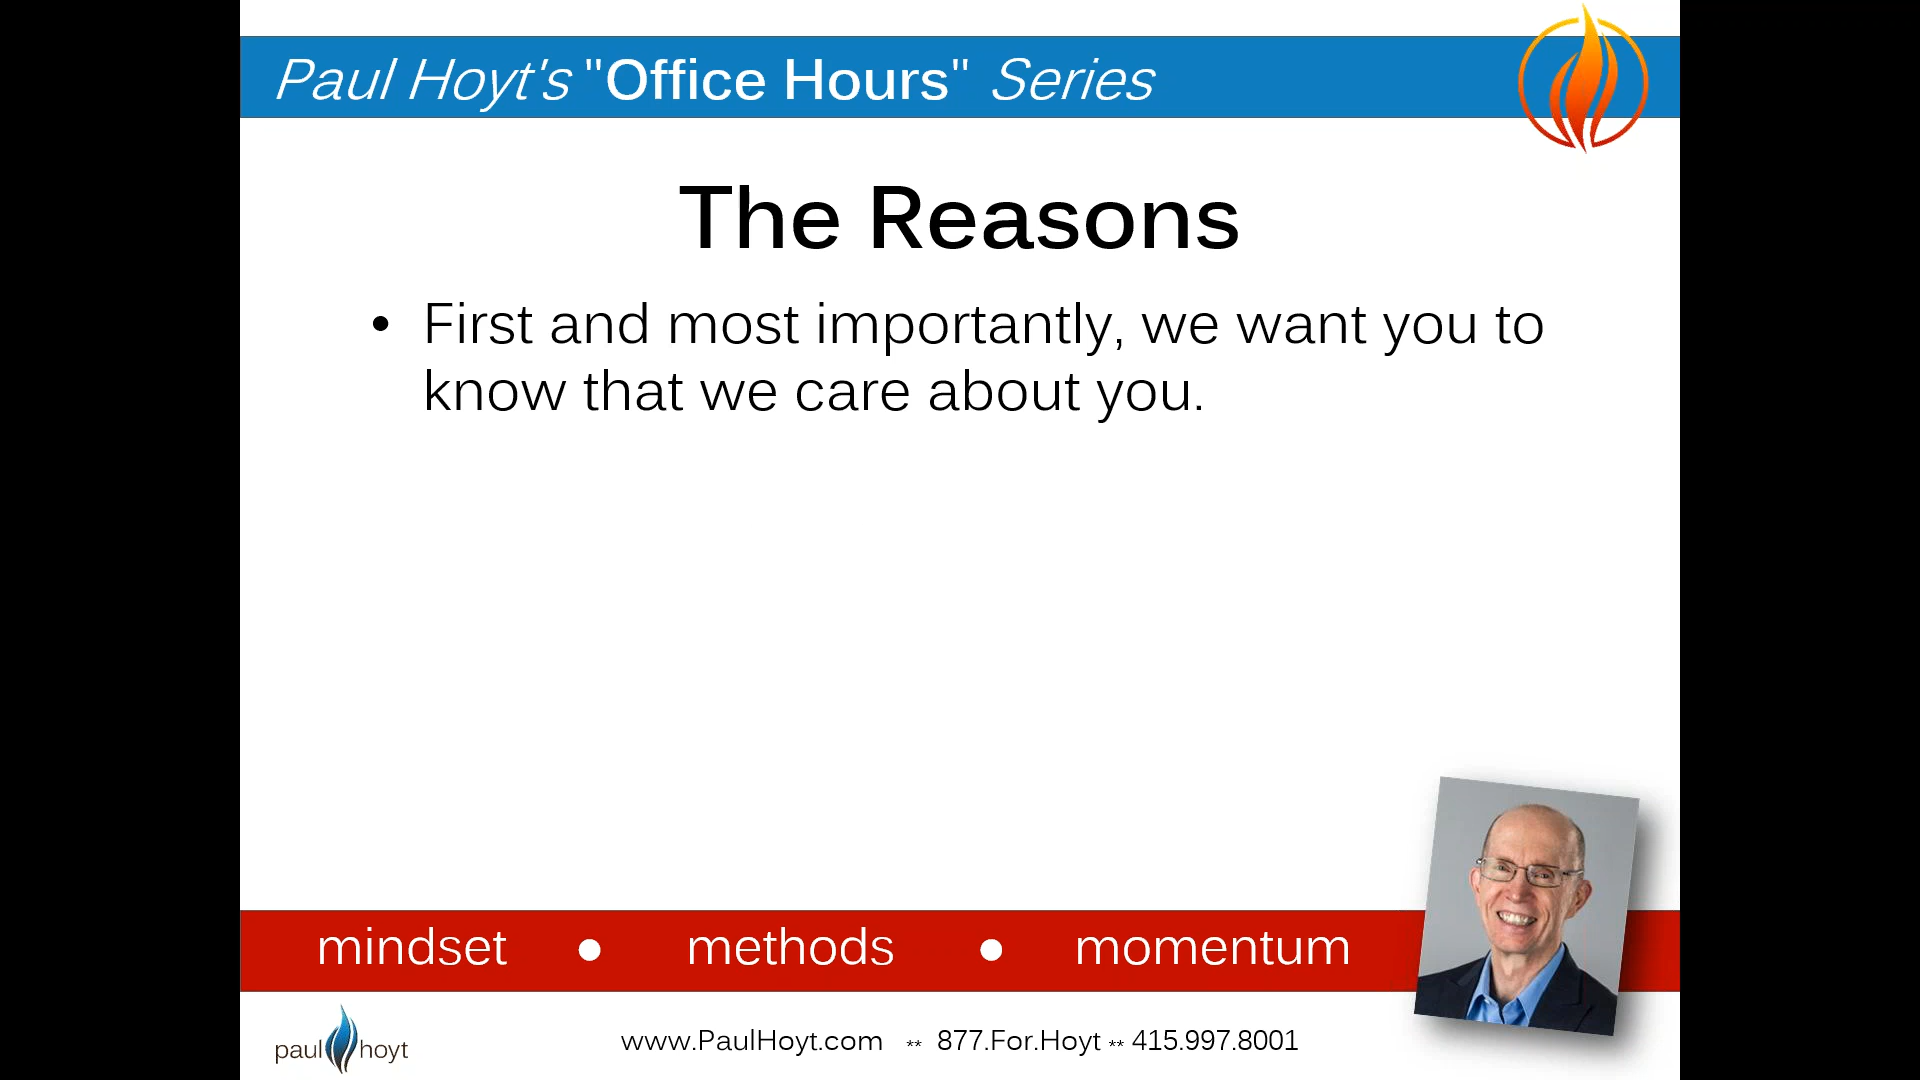 Paul Hoyt's "Office Hours" Series
The Reasons
• First and most importantly, we want you to
know that we care about you.
mindset ● methods ● momentum
paul hoyt
www.PaulHoyt.com ** 877.For.Hoyt ** 415.997.8001